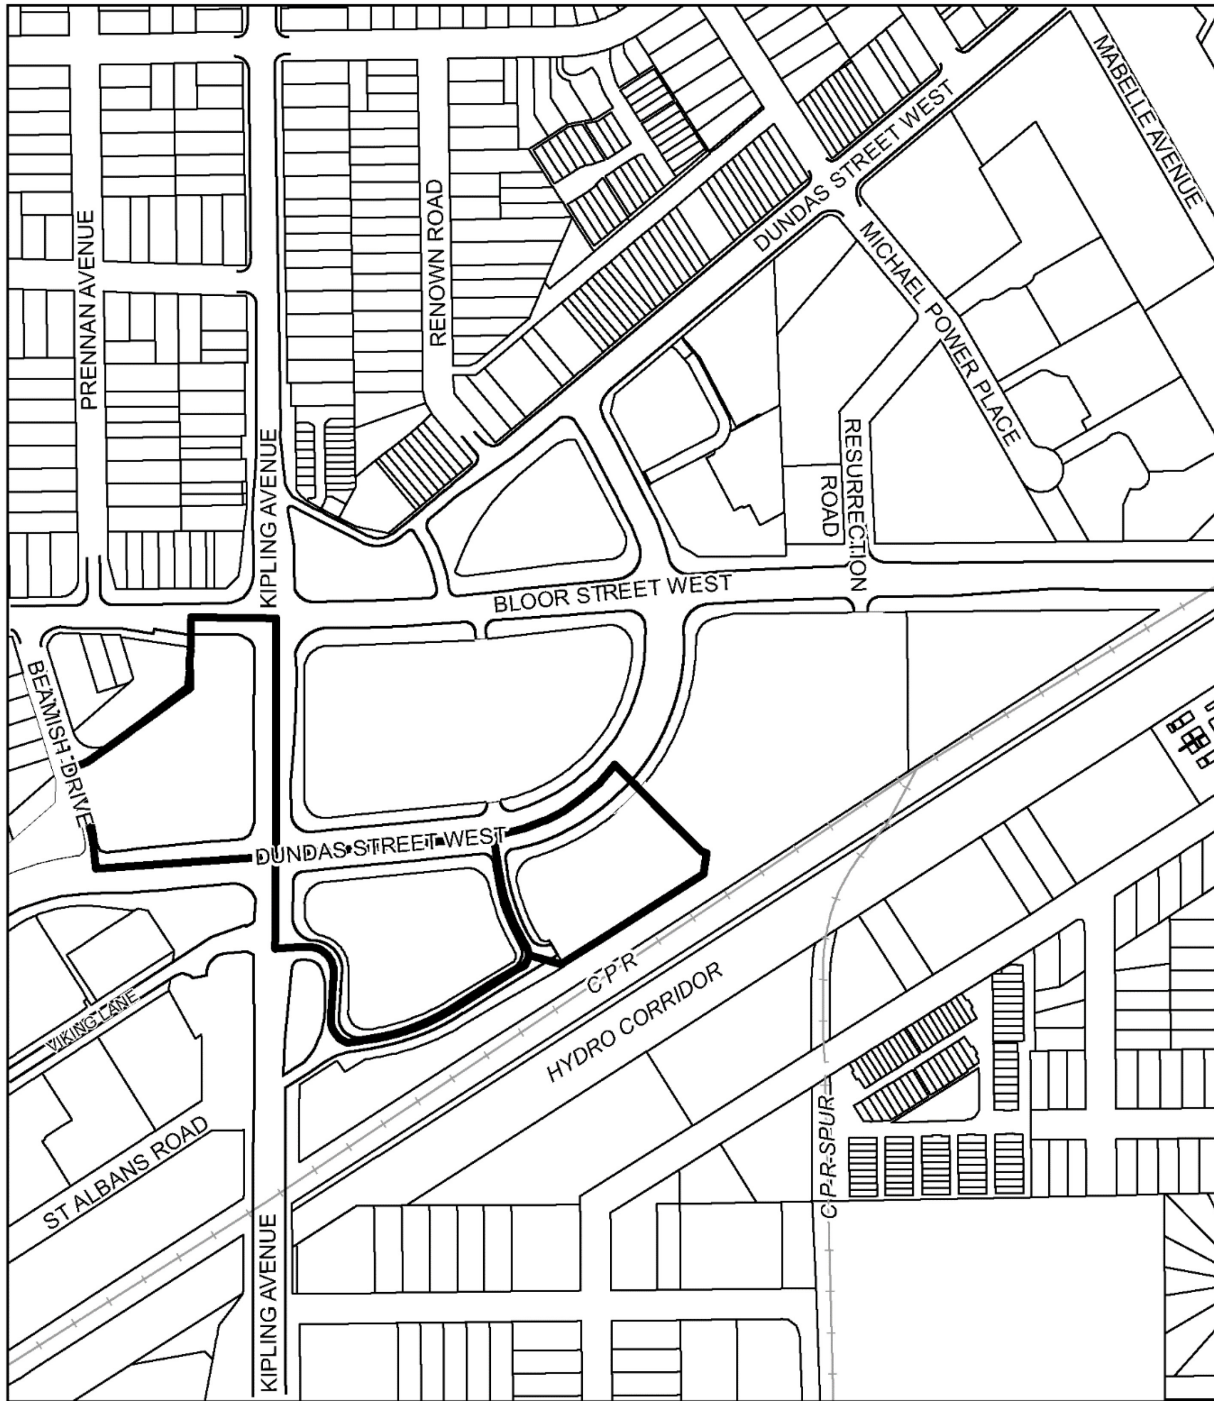 MABELLE AVENUE
DUNDAS STREET WEST
PRENNAN AVENUE
RENOWN ROAD
MICHAEL POWER PLACE
KIPLING AVENUE
RESURRECTION
ROAD
BLOOR STREET WEST
BEAMISH DRIVE
DUNDAS STREET WEST
C P R
HYDRO CORRIDOR
VIKING LANE
ST ALBANS ROAD
C P R SPUR
KIPLING AVENUE